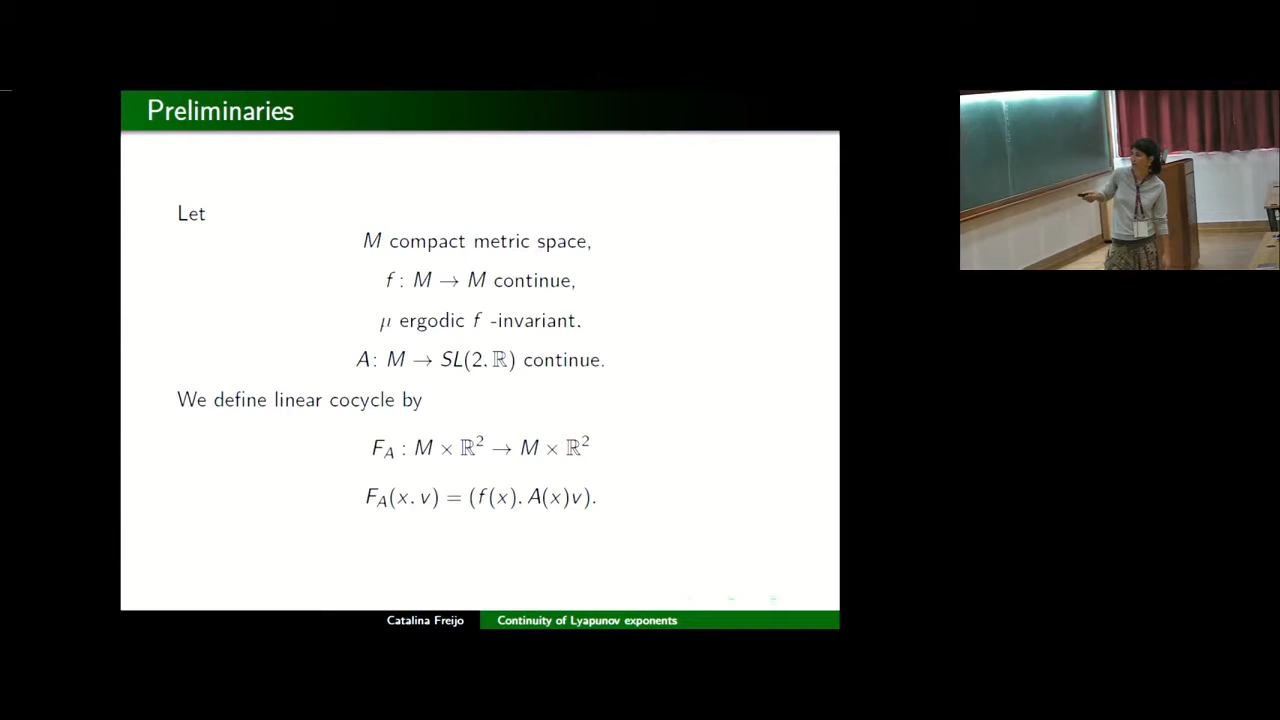 Preliminaries
Let
M compact metric space,
f : M → M continue,
μ ergodic f -invariant.
A: M → SL(2, ℝ) continue.
We define linear cocycle by
F_A : M × ℝ² → M × ℝ²
F_A(x, v) = (f(x), A(x)v).
Catalina Freijo
Continuity of Lyapunov exponents